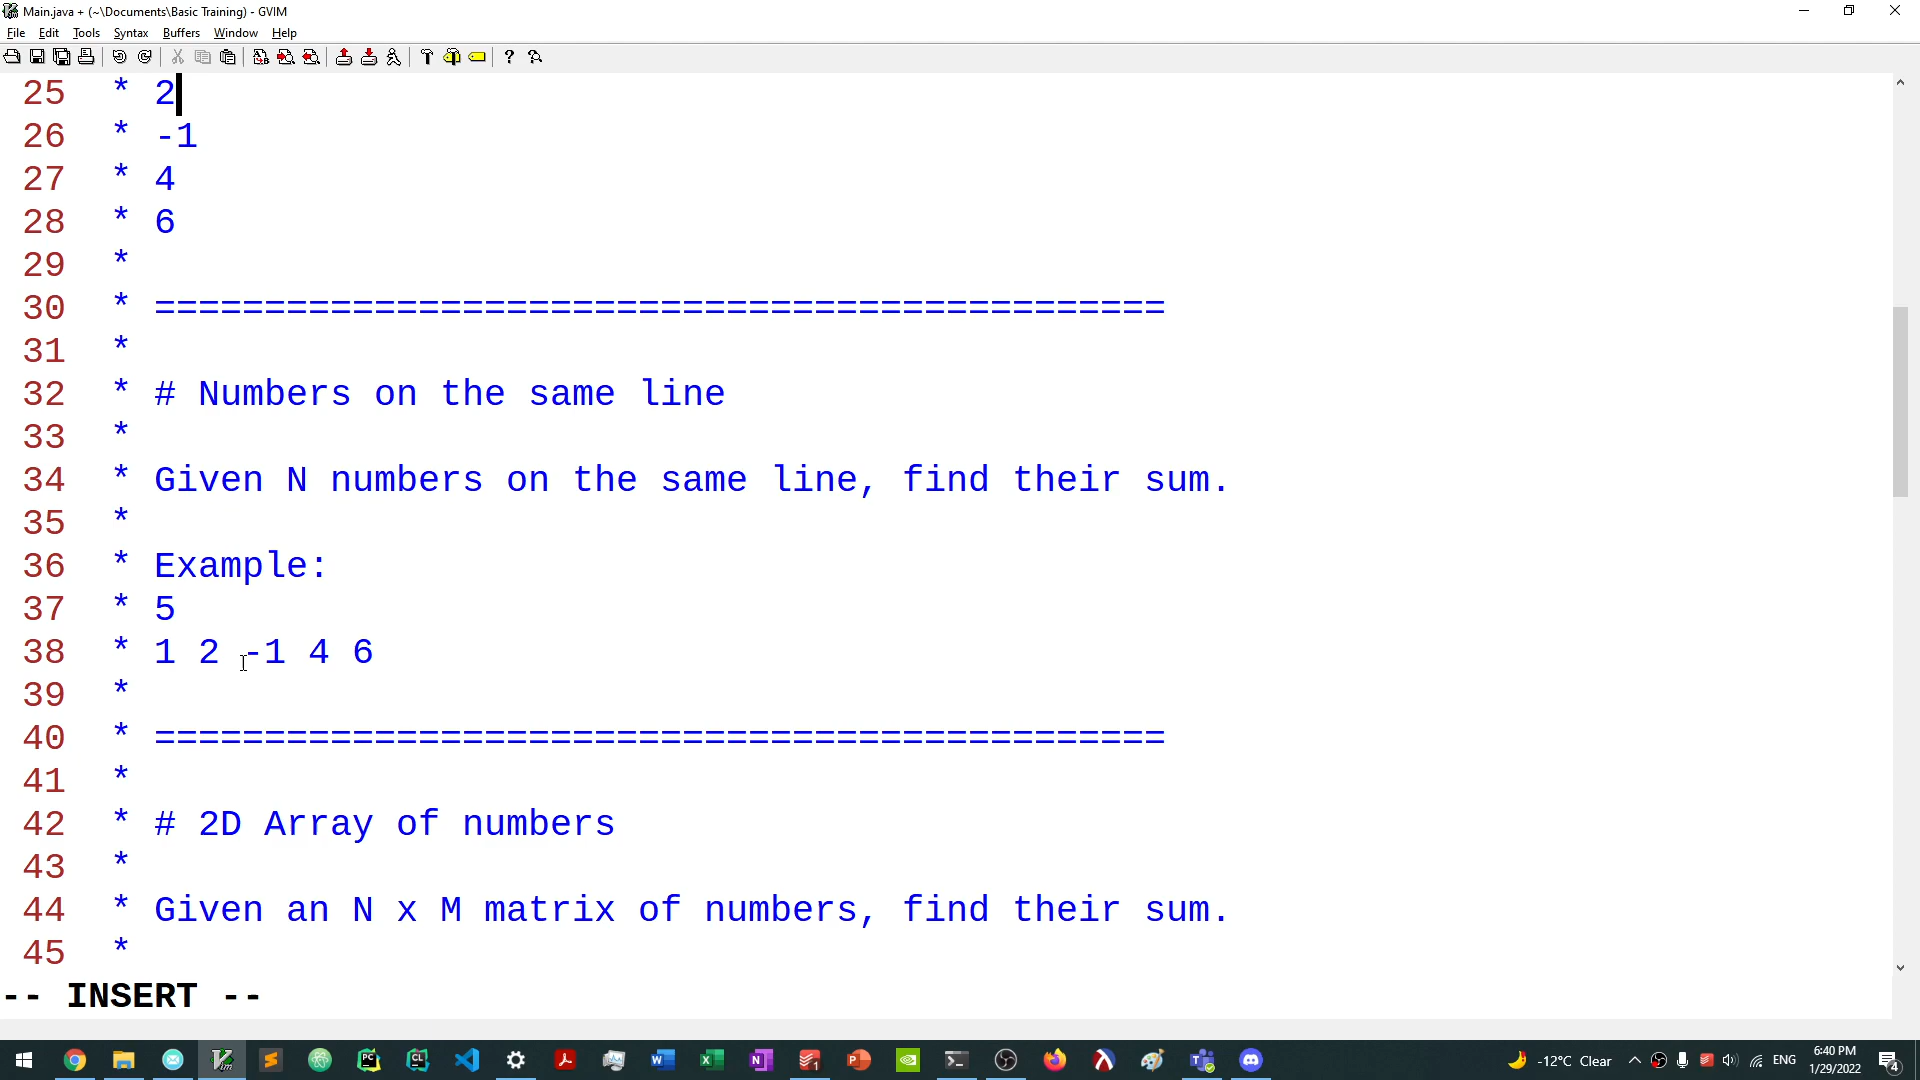 Main.java + (~\Documents\Basic Training) - GVIM
File Edit Tools Syntax Buffers Window Help
25 * 2
26 * -1
27 * 4
28 * 6
29 *
30 * ==============================================
31 *
32 * # Numbers on the same line
33 *
34 * Given N numbers on the same line, find their sum.
35 *
36 * Example:
37 * 5
38 * 1 2 -1 4 6
39 *
40 * ==============================================
41 *
42 * # 2D Array of numbers
43 *
44 * Given an N x M matrix of numbers, find their sum.
45 *
-- INSERT --
-12°C Clear ENG 6:40 PM
1/29/2022 4